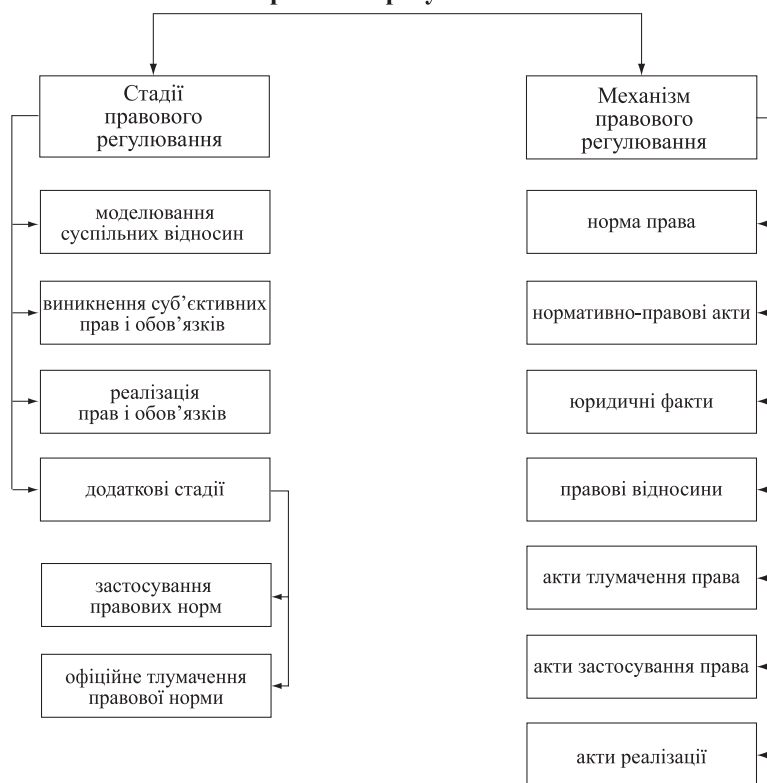 Стадії
правового
регулювання
моделювання
суспільних відносин
виникнення суб’єктивних
прав і обов’язків
реалізація
прав і обов’язків
додаткові стадії
застосування
правових норм
офіційне тлумачення
правової норми
Механізм
правового
регулювання
норма права
нормативно-правові акти
юридичні факти
правові відносини
акти тлумачення права
акти застосування права
акти реалізації